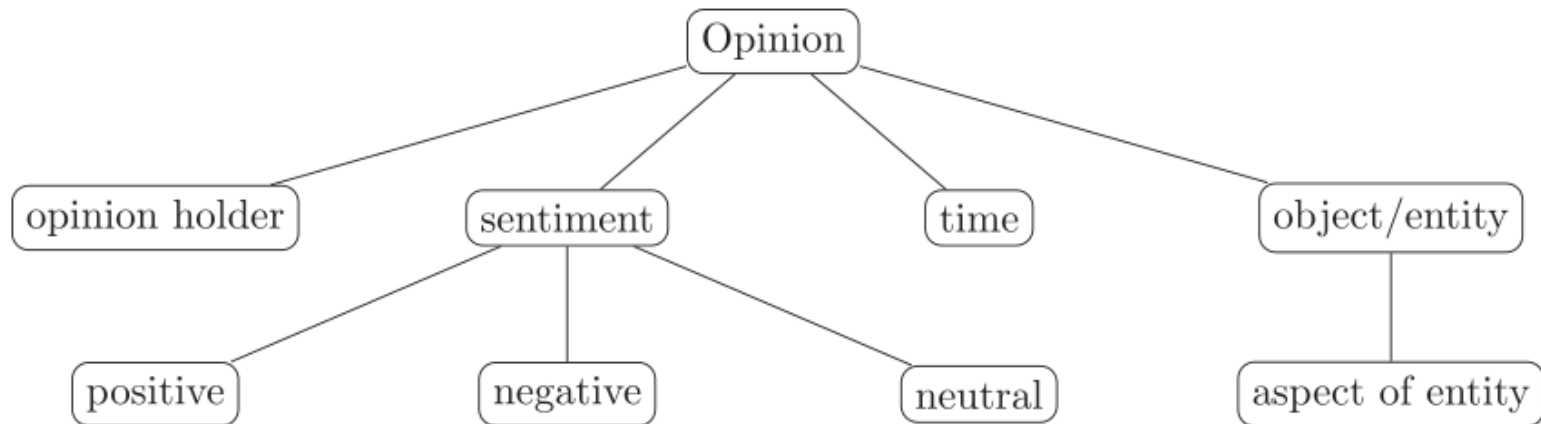 Opinion
opinion holder
sentiment
time
object/entity
positive
negative
neutral
aspect of entity